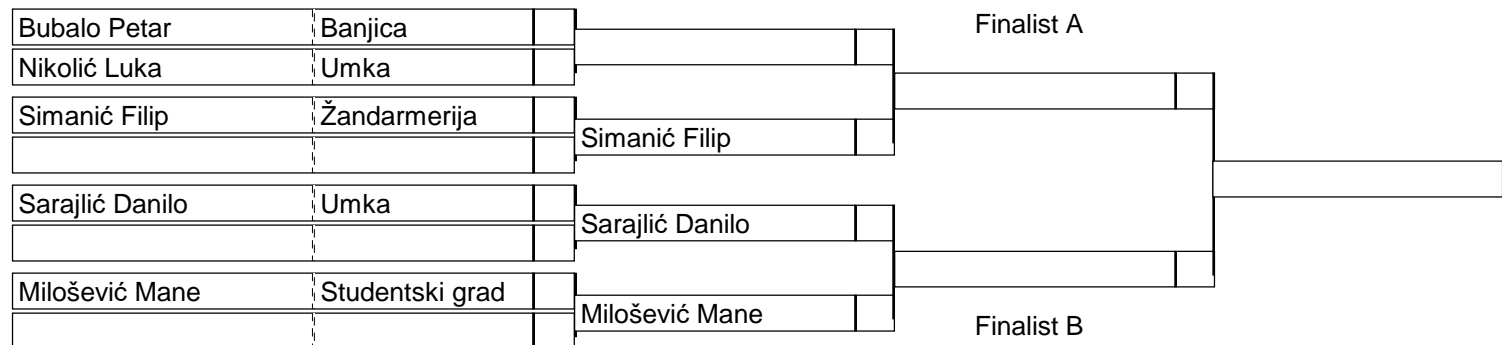 Bubalo Petar Banjica
Nikolić Luka Umka
Simanić Filip Žandarmerija
Sarajlić Danilo Umka
Milošević Mane Studentski grad
Simanić Filip
Sarajlić Danilo
Milošević Mane
Finalist A
Finalist B